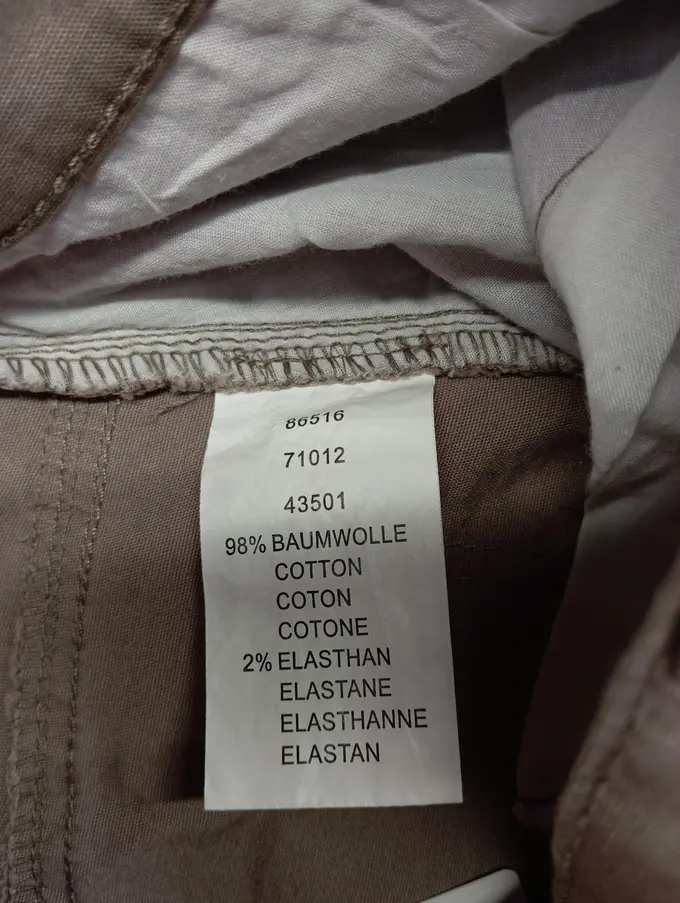 86516
71012
43501
98% BAUMWOLLE
COTTON
COTON
COTONE
2% ELASTHAN
ELASTANE
ELASTHANNE
ELASTAN